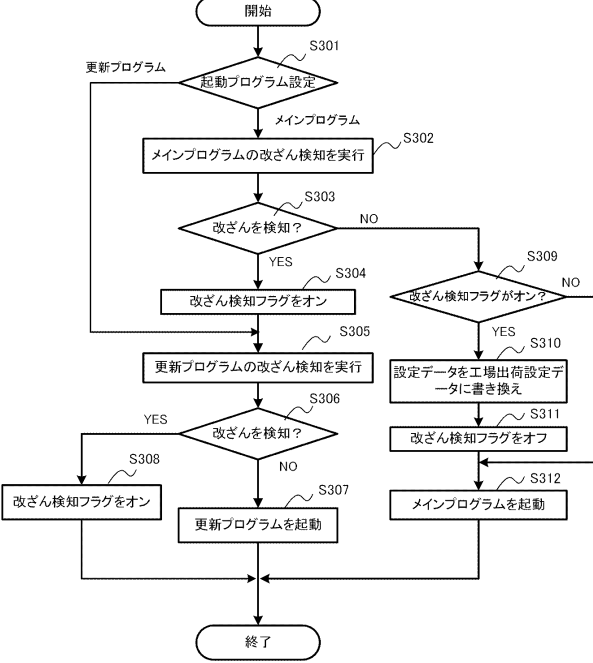 開始
S301
更新プログラム
起動プログラム設定
メインプログラム
S302
メインプログラムの改ざん検知を実行
S303
改ざんを検知？
NO
YES
S304
改ざん検知フラグをオン
S305
更新プログラムの改ざん検知を実行
S306
改ざんを検知？
YES
NO
S308
改ざん検知フラグをオン
S307
更新プログラムを起動
S309
改ざん検知フラグがオン？
NO
YES
S310
設定データを工場出荷設定デ
ータに書き換え
S311
改ざん検知フラグをオフ
S312
メインプログラムを起動
終了